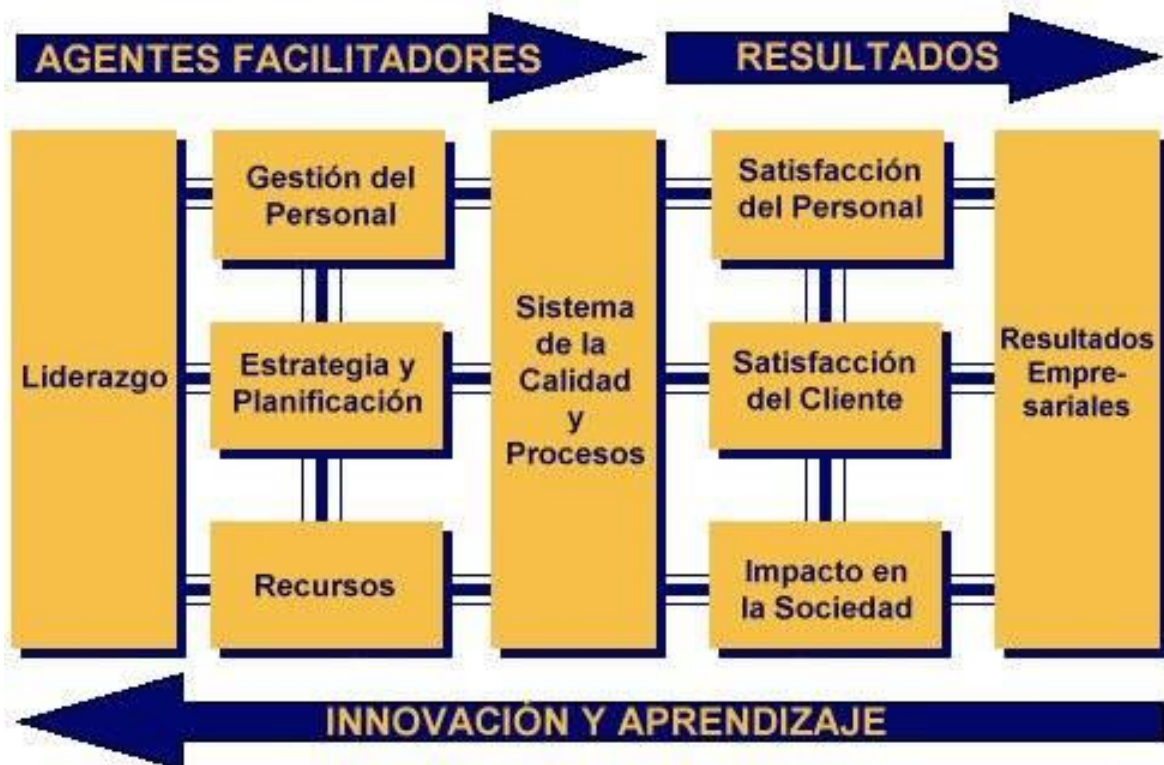 AGENTES FACILITADORES
RESULTADOS
Liderazgo
Gestión del
Personal
Estrategia y
Planificación
Recursos
Sistema
de la
Calidad
y
Procesos
Satisfacción
del Personal
Satisfacción
del Cliente
Impacto en
la Sociedad
Resultados
Empre-
sariales
INNOVACIÓN Y APRENDIZAJE